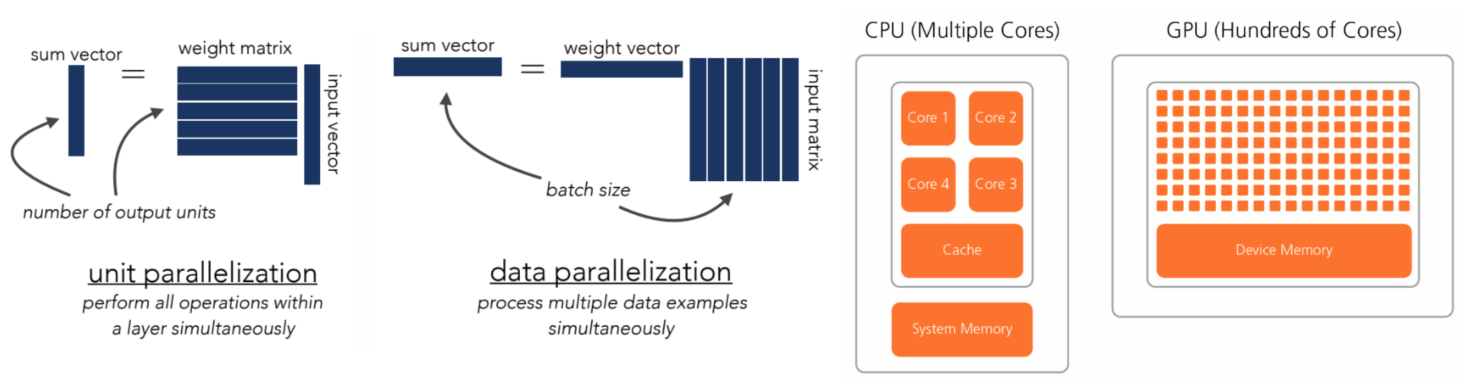 sum vector
=
weight matrix
input vector
number of output units
unit parallelization
perform all operations within
a layer simultaneously
sum vector
=
weight vector
input matrix
batch size
data parallelization
process multiple data examples
simultaneously
CPU (Multiple Cores)
Core 1
Core 2
Core 4
Core 3
Cache
System Memory
GPU (Hundreds of Cores)
Device Memory